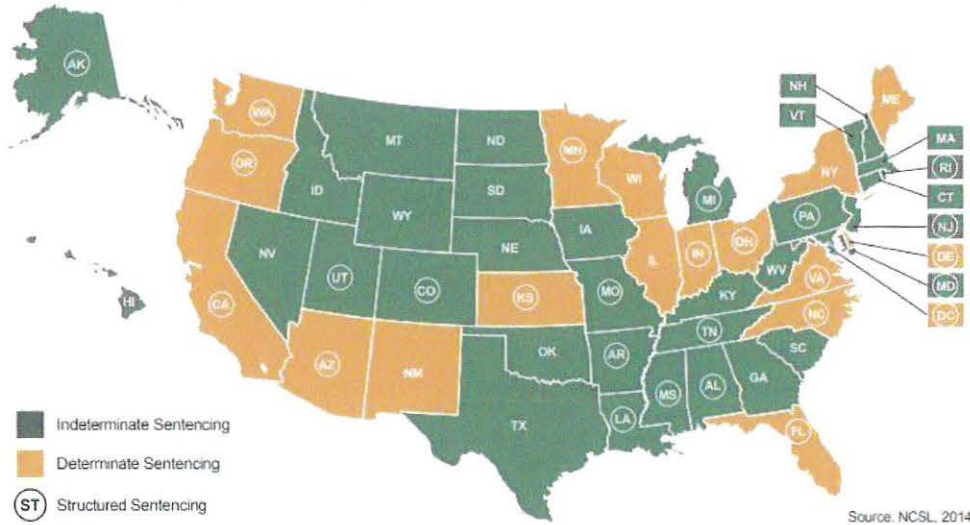 AK
WA
OR
CA
ID
NV
MT
WY
UT
AZ
CO
NM
ND
SD
NE
KS
OK
TX
MN
IA
MO
AR
LA
WI
IL
MI
IN
OH
KY
TN
MS
AL
GA
FL
SC
NC
VA
WV
PA
NY
ME
NH
VT
MA
RI
CT
NJ
DE
MD
DC
HI
Indeterminate Sentencing
Determinate Sentencing
ST Structured Sentencing
Source. NCSL, 2014